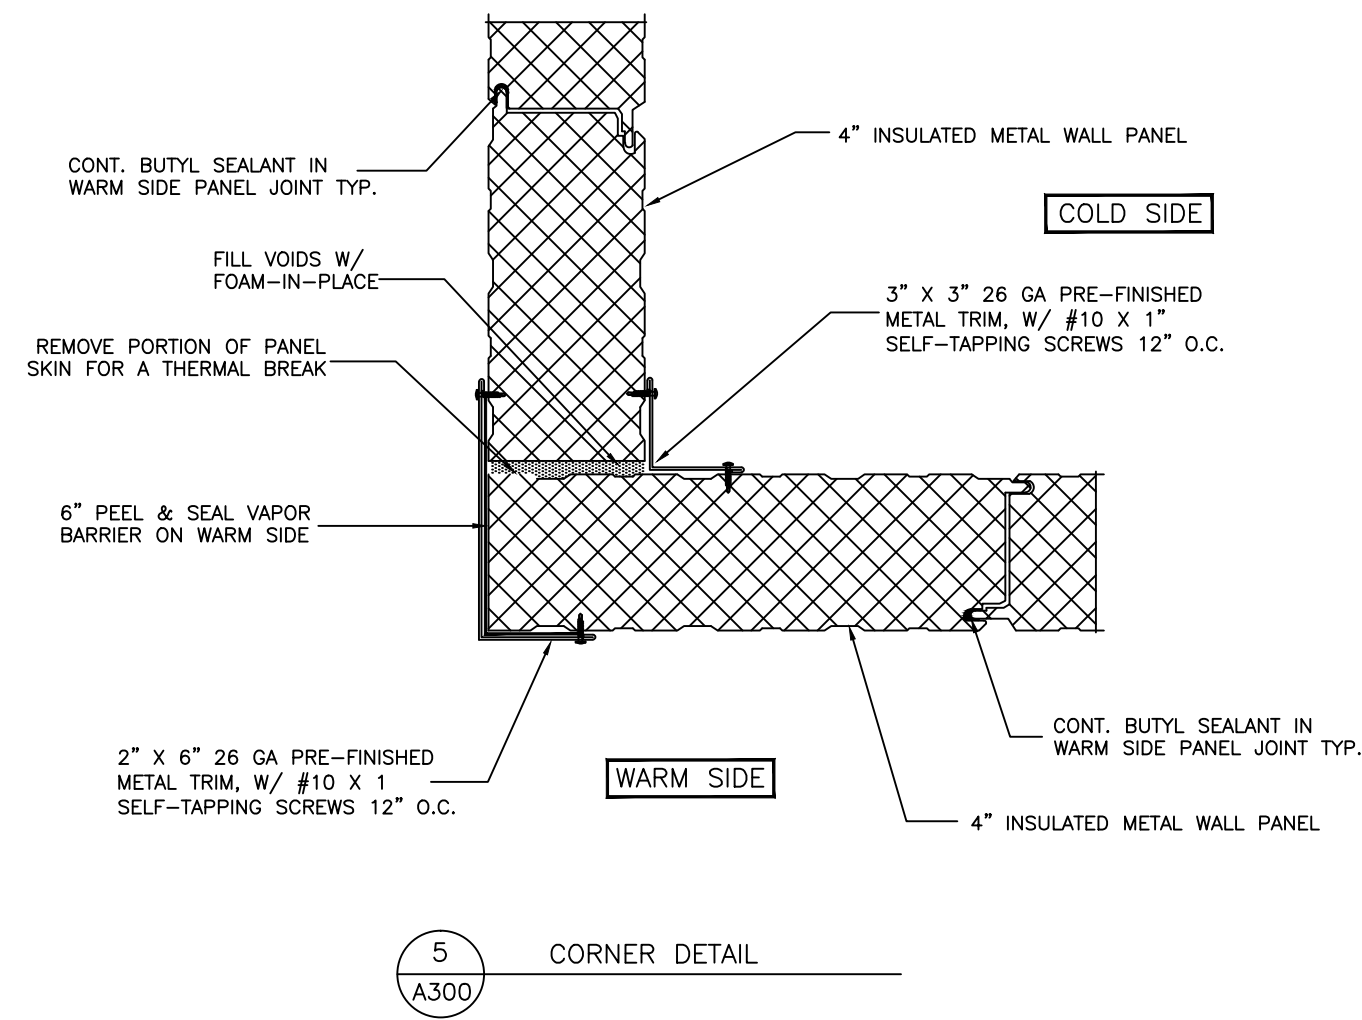 4” INSULATED METAL WALL PANEL
CONT. BUTYL SEALANT IN
WARM SIDE PANEL JOINT TYP.
COLD SIDE
FILL VOIDS W/
FOAM-IN-PLACE
3” X 3” 26 GA PRE-FINISHED
METAL TRIM, W/ #10 X 1”
SELF-TAPPING SCREWS 12” O.C.
REMOVE PORTION OF PANEL
SKIN FOR A THERMAL BREAK
6” PEEL & SEAL VAPOR
BARRIER ON WARM SIDE
CONT. BUTYL SEALANT IN
WARM SIDE PANEL JOINT TYP.
2” X 6” 26 GA PRE-FINISHED
METAL TRIM, W/ #10 X 1
SELF-TAPPING SCREWS 12” O.C.
WARM SIDE
4” INSULATED METAL WALL PANEL
5
CORNER DETAIL
A300